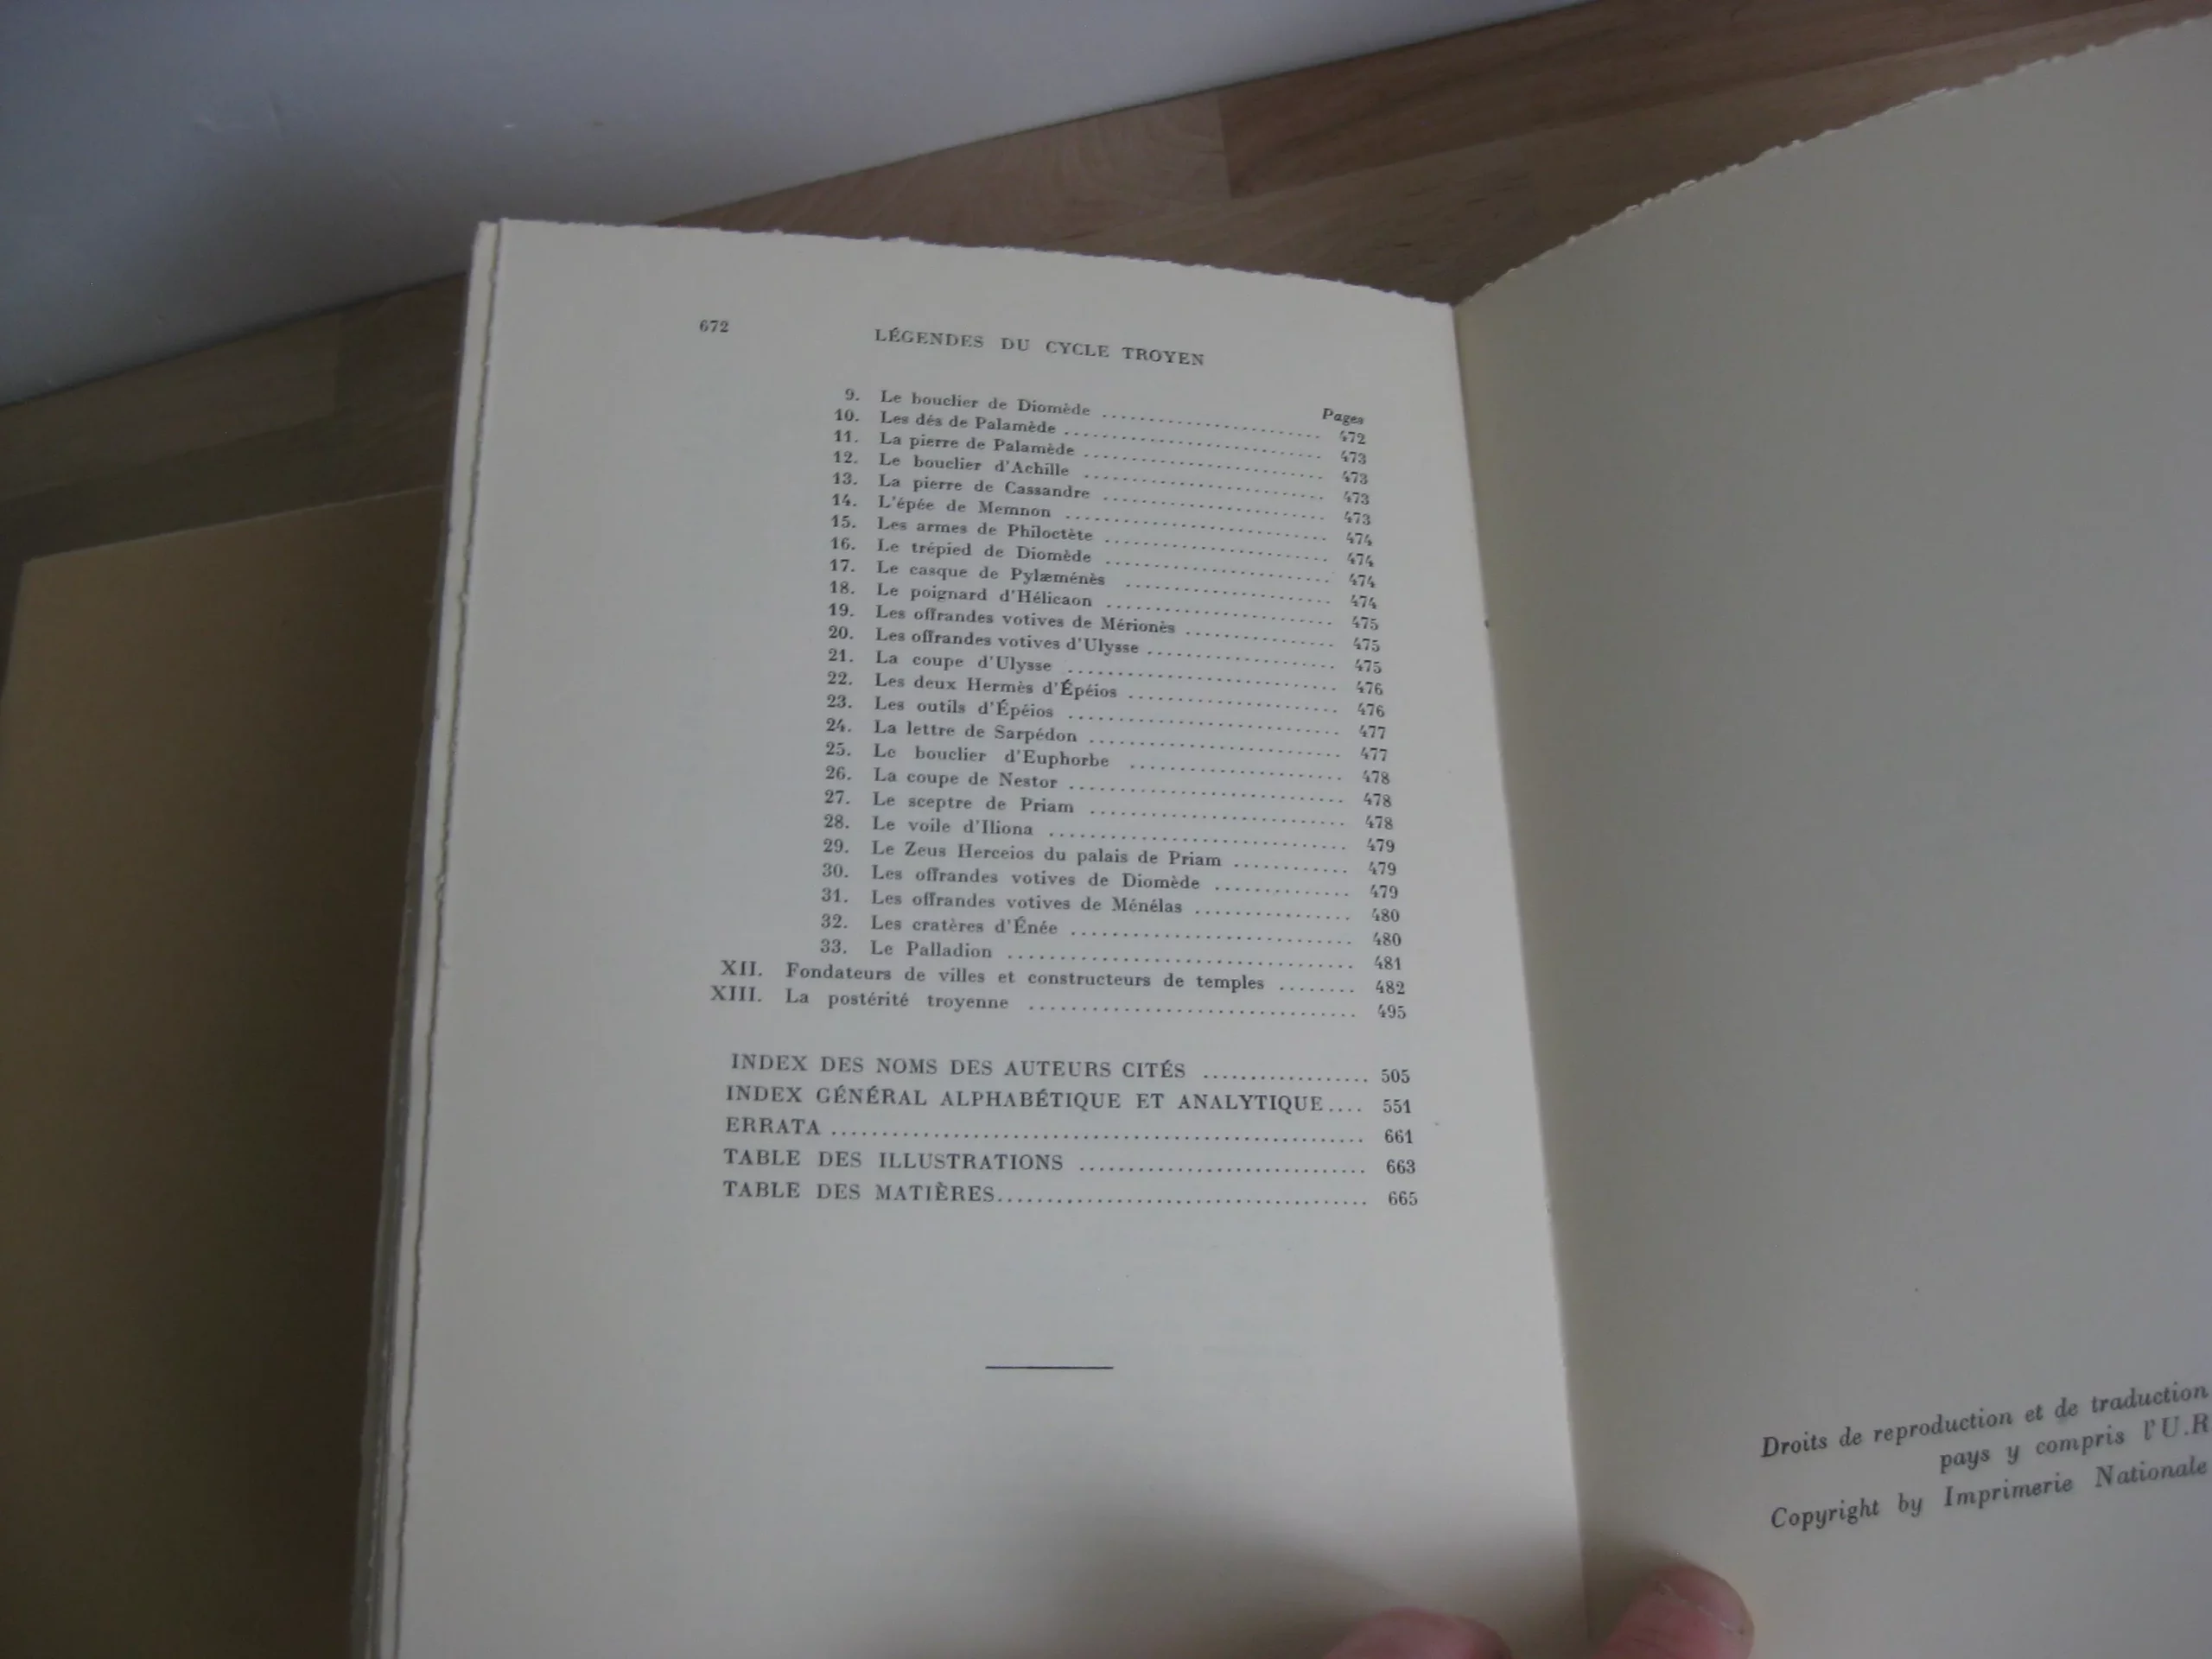 672
LÉGENDES DU CYCLE TROYEN
Pages
9. Le bouclier de Diomède ........................ 472
10. Les dés de Palamède ........................ 473
11. La pierre de Palamède ........................ 473
12. Le bouclier d'Achille ........................ 473
13. La pierre de Cassandre ........................ 473
14. L'épée de Memnon ........................ 474
15. Les armes de Philoctète ........................ 474
16. Le trépied de Diomède ........................ 474
17. Le casque de Pylæménès ........................ 474
18. Le poignard d'Hélicaon ........................ 475
19. Les offrandes votives de Mérionès ................ 475
20. Les offrandes votives d'Ulysse .................... 475
21. La coupe d'Ulysse ........................ 476
22. Les deux Hermès d'Épéios ........................ 476
23. Les outils d'Épéios ........................ 477
24. La lettre de Sarpédon ........................ 477
25. Le bouclier d'Euphorbe ........................ 478
26. La coupe de Nestor ........................ 478
27. Le sceptre de Priam ........................ 478
28. Le voile d'Iliona ........................ 479
29. Le Zeus Herceios du palais de Priam ............ 479
30. Les offrandes votives de Diomède .............. 479
31. Les offrandes votives de Ménélas ................ 480
32. Les cratères d'Énée ........................ 480
33. Le Palladion ........................ 481
XII. Fondateurs de villes et constructeurs de temples ........ 482
XIII. La postérité troyenne ........................ 495
INDEX DES NOMS DES AUTEURS CITÉS .................. 505
INDEX GÉNÉRAL ALPHABÉTIQUE ET ANALYTIQUE.... 551
ERRATA ........................ 661
TABLE DES ILLUSTRATIONS ........................ 663
TABLE DES MATIÈRES........................ 665
Droits de reproduction et de traduction
pays y compris l'U.R
Copyright by Imprimerie Nationale